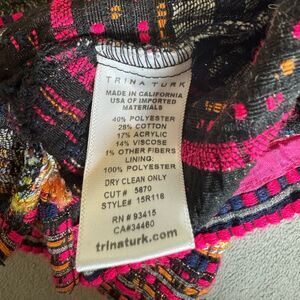 TRINA TURK
MADE IN CALIFORNIA
USA OF IMPORTED
MATERIALS
40% POLYESTER
28% COTTON
17% ACRYLIC
14% VISCOSE
1% OTHER FIBERS
LINING:
100% POLYESTER
DRY CLEAN ONLY
CUT # 5870
STYLE# 15R118
RN # 93415
CA#34460
trinaturk.com